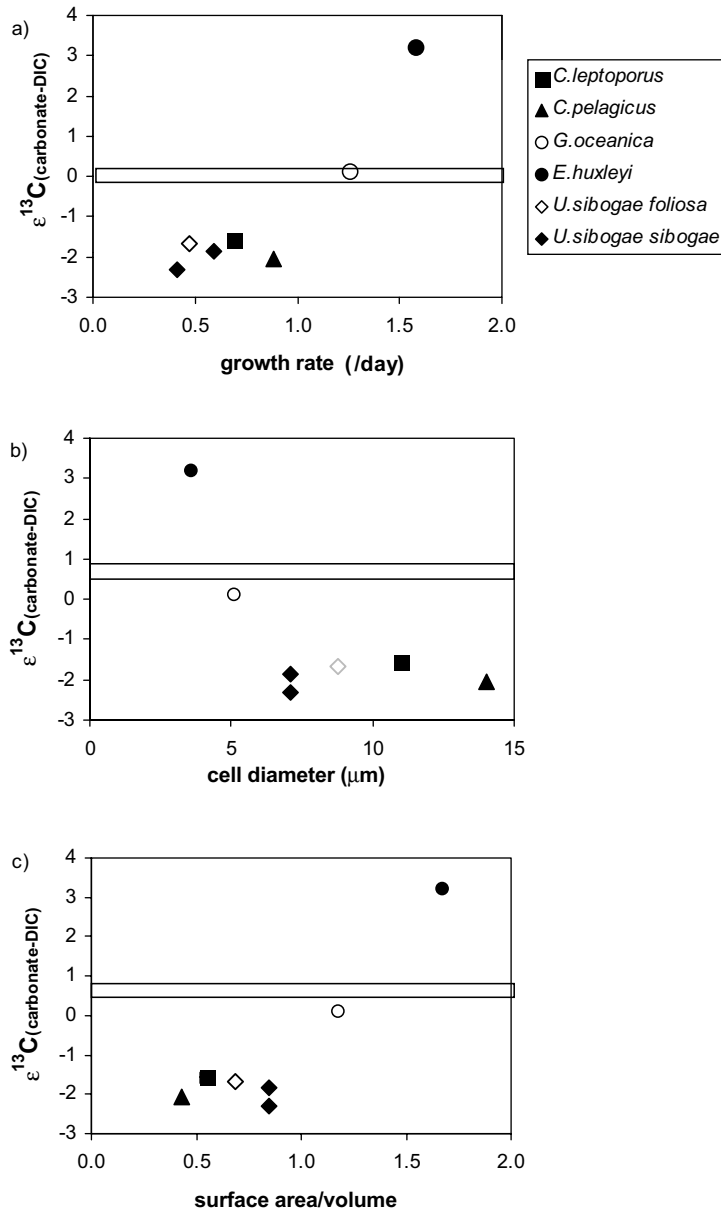 a)
4
3
2
1
0
-1
-2
-3
ε13C(carbonate-DIC)
0.0 0.5 1.0 1.5 2.0
growth rate (/day)
C.leptoporus
C.pelagicus
G.oceanica
E.huxleyi
U.sibogae foliosa
U.sibogae sibogae
b)
4
3
2
1
0
-1
-2
-3
ε13C(carbonate-DIC)
0 5 10 15
cell diameter (μm)
c)
4
3
2
1
0
-1
-2
-3
ε13C(carbonate-DIC)
0.0 0.5 1.0 1.5 2.0
surface area/volume